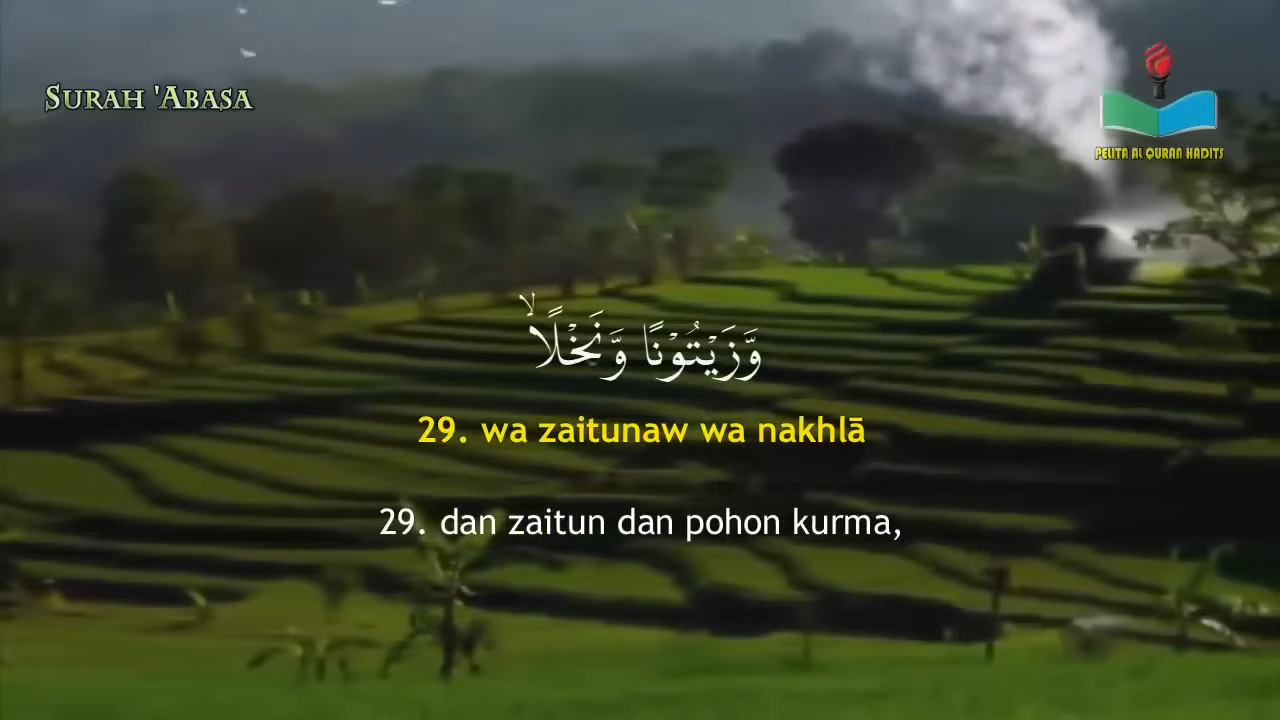 SURAH 'ABASA
PELITA AL QURAN HADITS
وَّزَيْتُوْنًا وَّنَخْلًاۙ
29. wa zaitunaw wa nakhlā
29. dan zaitun dan pohon kurma,